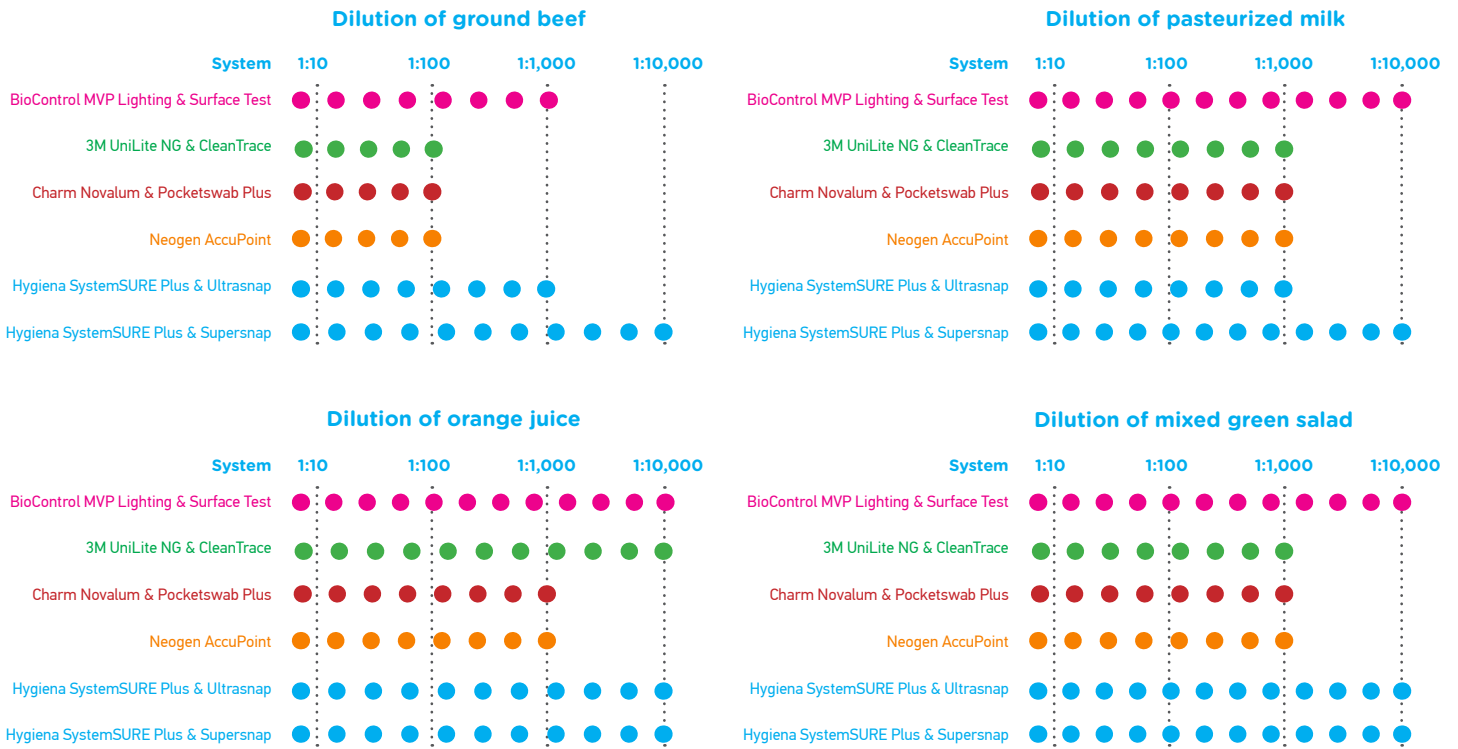 Dilution of ground beef
System 1:10 1:100 1:1,000 1:10,000
BioControl MVP Lighting & Surface Test
3M UniLite NG & CleanTrace
Charm Novalum & Pocketswab Plus
Neogen AccuPoint
Hygiena SystemSURE Plus & Ultrasnap
Hygiena SystemSURE Plus & Supersnap
Dilution of pasteurized milk
System 1:10 1:100 1:1,000 1:10,000
BioControl MVP Lighting & Surface Test
3M UniLite NG & CleanTrace
Charm Novalum & Pocketswab Plus
Neogen AccuPoint
Hygiena SystemSURE Plus & Ultrasnap
Hygiena SystemSURE Plus & Supersnap
Dilution of orange juice
System 1:10 1:100 1:1,000 1:10,000
BioControl MVP Lighting & Surface Test
3M UniLite NG & CleanTrace
Charm Novalum & Pocketswab Plus
Neogen AccuPoint
Hygiena SystemSURE Plus & Ultrasnap
Hygiena SystemSURE Plus & Supersnap
Dilution of mixed green salad
System 1:10 1:100 1:1,000 1:10,000
BioControl MVP Lighting & Surface Test
3M UniLite NG & CleanTrace
Charm Novalum & Pocketswab Plus
Neogen AccuPoint
Hygiena SystemSURE Plus & Ultrasnap
Hygiena SystemSURE Plus & Supersnap